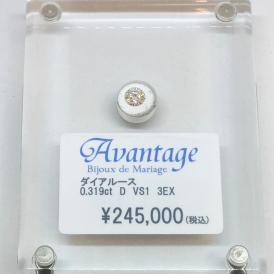 Avantage
Bijoux de Mariage
ダイアルース
0.319ct D VS1 3EX
¥245,000(税込)